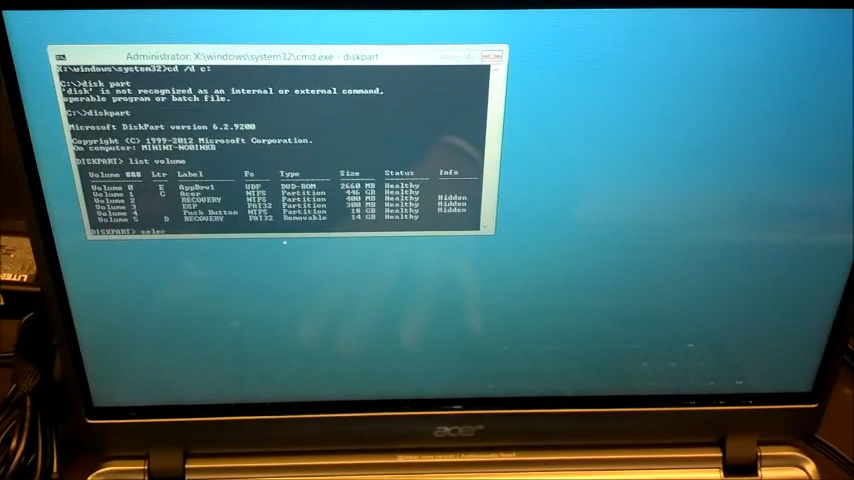 Administrator: X:\windows\system32\cmd.exe - diskpart
X:\windows\system32>cd /d c:
C:\>disk part
'disk' is not recognized as an internal or external command,
operable program or batch file.
C:\>diskpart
Microsoft DiskPart version 6.2.9200
Copyright (C) 1999-2012 Microsoft Corporation.
On computer: MININT-NO01NKB
DISKPART> list volume
Volume ### Ltr Label Fs Type Size Status Info
Volume 0 E AppDrv1 UDF DVD-ROM 2660 MB Healthy
Volume 1 C Acer NTFS Partition 446 GB Healthy
Volume 2 RECOVERY NTFS Partition 400 MB Healthy Hidden
Volume 3 ESP FAT32 Partition 300 MB Healthy Hidden
Volume 4 Push Button NTFS Partition 18 GB Healthy Hidden
Volume 5 D RECOVERY FAT32 Removable 14 GB Healthy
DISKPART> selec
acer